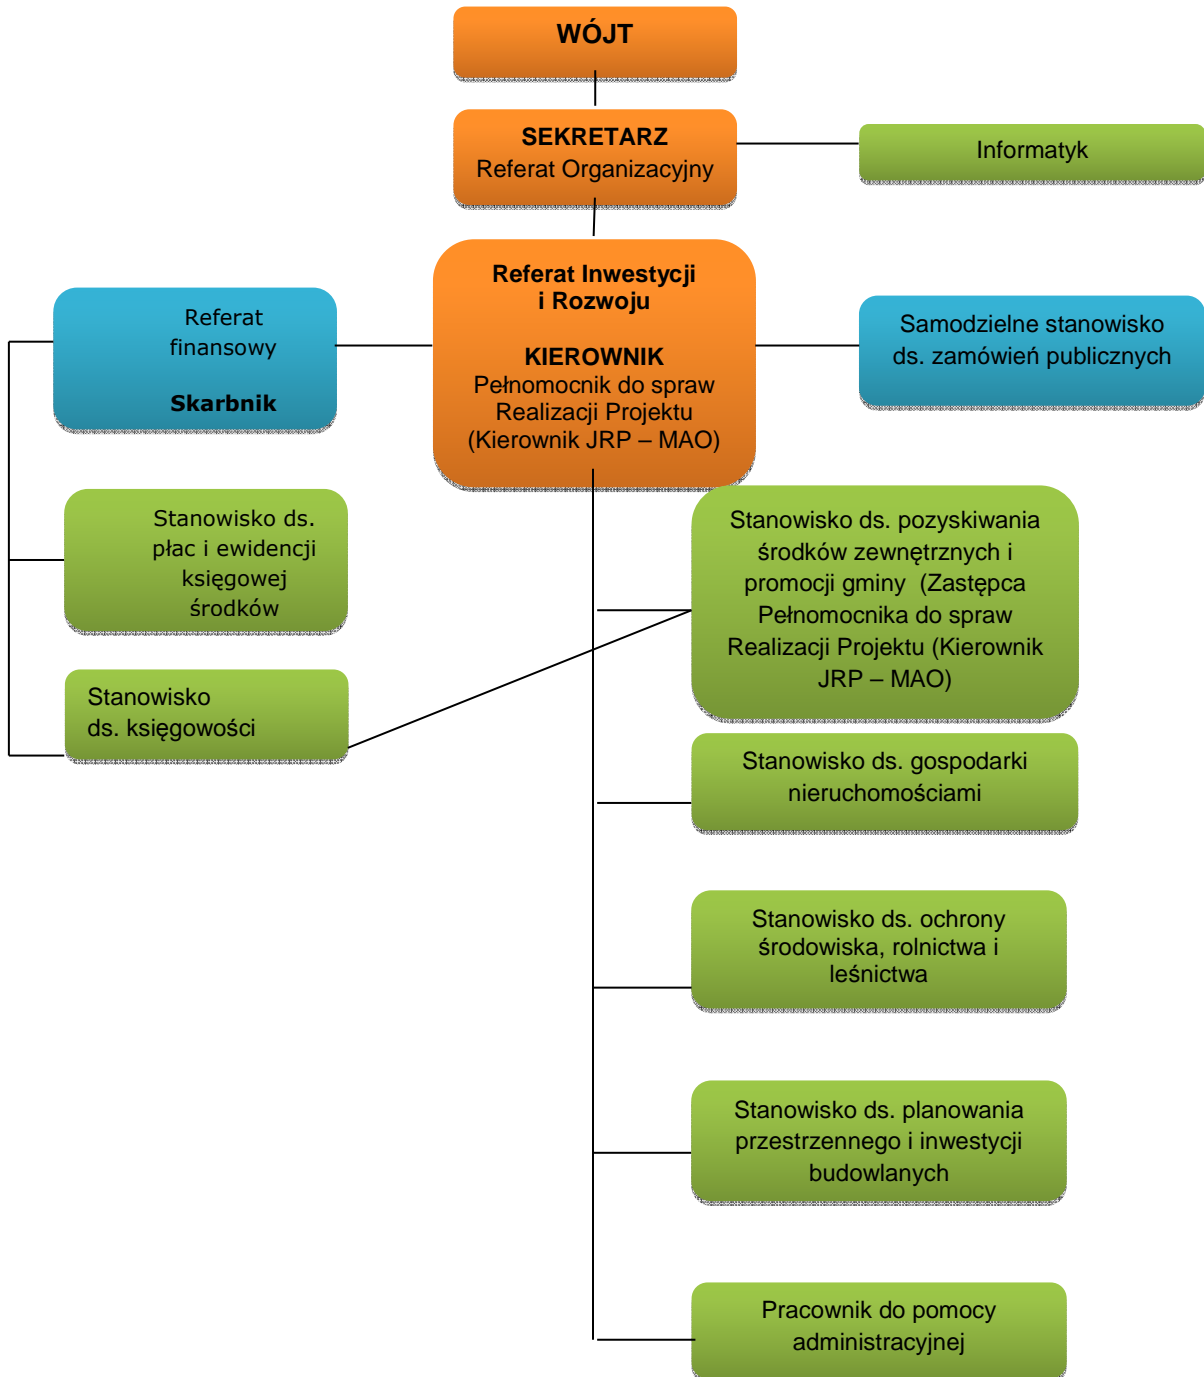 WÓJT
SEKRETARZ
Referat Organizacyjny
Informatyk
Referat Inwestycji
i Rozwoju
KIEROWNIK
Pełnomocnik do spraw
Realizacji Projektu
(Kierownik JRP – MAO)
Referat
finansowy
Skarbnik
Samodzielne stanowisko
ds. zamówień publicznych
Stanowisko ds.
płac i ewidencji
księgowej
środków
Stanowisko
ds. księgowości
Stanowisko ds. pozyskiwania
środków zewnętrznych i
promocji gminy (Zastępca
Pełnomocnika do spraw
Realizacji Projektu (Kierownik
JRP – MAO)
Stanowisko ds. gospodarki
nieruchomościami
Stanowisko ds. ochrony
środowiska, rolnictwa i
leśnictwa
Stanowisko ds. planowania
przestrzennego i inwestycji
budowlanych
Pracownik do pomocy
administracyjnej